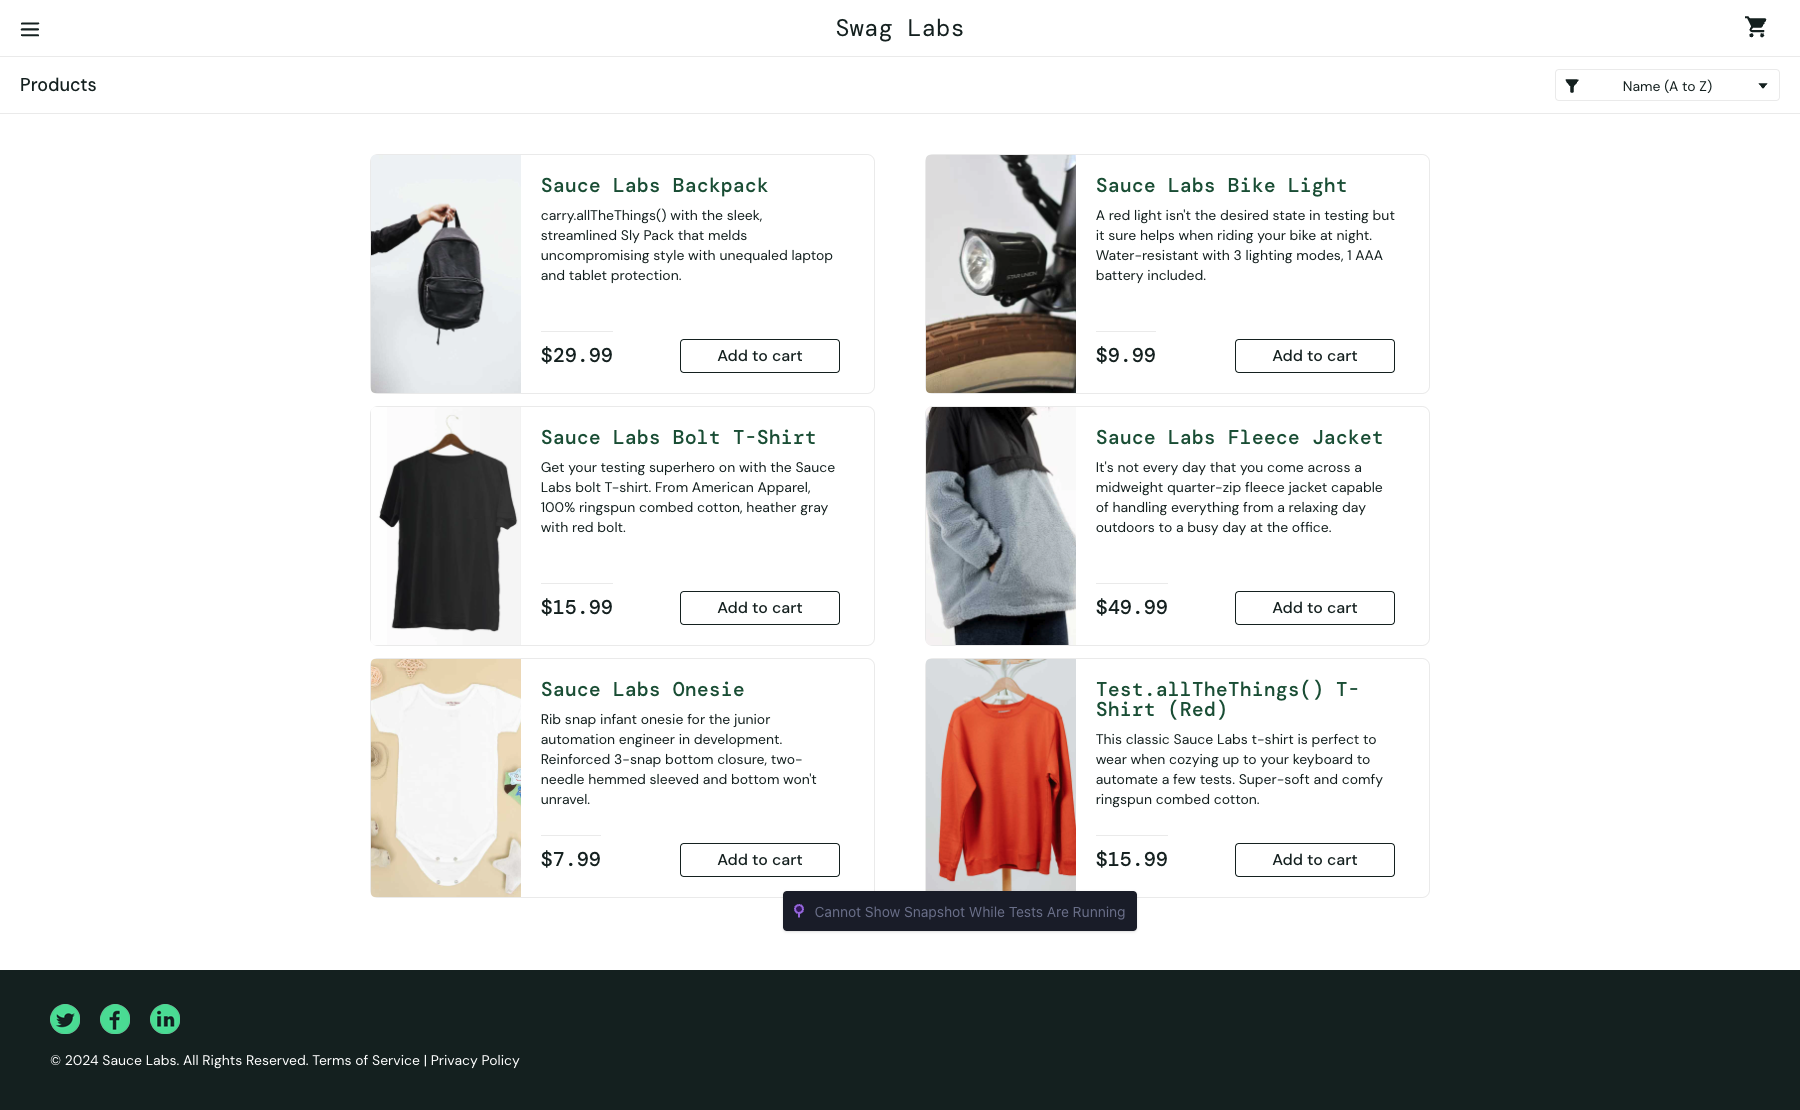 Swag Labs
Products
Name (A to Z)
Sauce Labs Backpack
carry.allTheThings() with the sleek,
streamlined Sly Pack that melds
uncompromising style with unequaled laptop
and tablet protection.
$29.99
Add to cart
Sauce Labs Bike Light
A red light isn't the desired state in testing but
it sure helps when riding your bike at night.
Water-resistant with 3 lighting modes, 1 AAA
battery included.
$9.99
Add to cart
Sauce Labs Bolt T-Shirt
Get your testing superhero on with the Sauce
Labs bolt T-shirt. From American Apparel,
100% ringspun combed cotton, heather gray
with red bolt.
$15.99
Add to cart
Sauce Labs Fleece Jacket
It's not every day that you come across a
midweight quarter-zip fleece jacket capable
of handling everything from a relaxing day
outdoors to a busy day at the office.
$49.99
Add to cart
Sauce Labs Onesie
Rib snap infant onesie for the junior
automation engineer in development.
Reinforced 3-snap bottom closure, two-
needle hemmed sleeved and bottom won't
unravel.
$7.99
Add to cart
Test.allTheThings() T-
Shirt (Red)
This classic Sauce Labs t-shirt is perfect to
wear when cozying up to your keyboard to
automate a few tests. Super-soft and comfy
ringspun combed cotton.
$15.99
Add to cart
Cannot Show Snapshot While Tests Are Running
© 2024 Sauce Labs. All Rights Reserved. Terms of Service | Privacy Policy